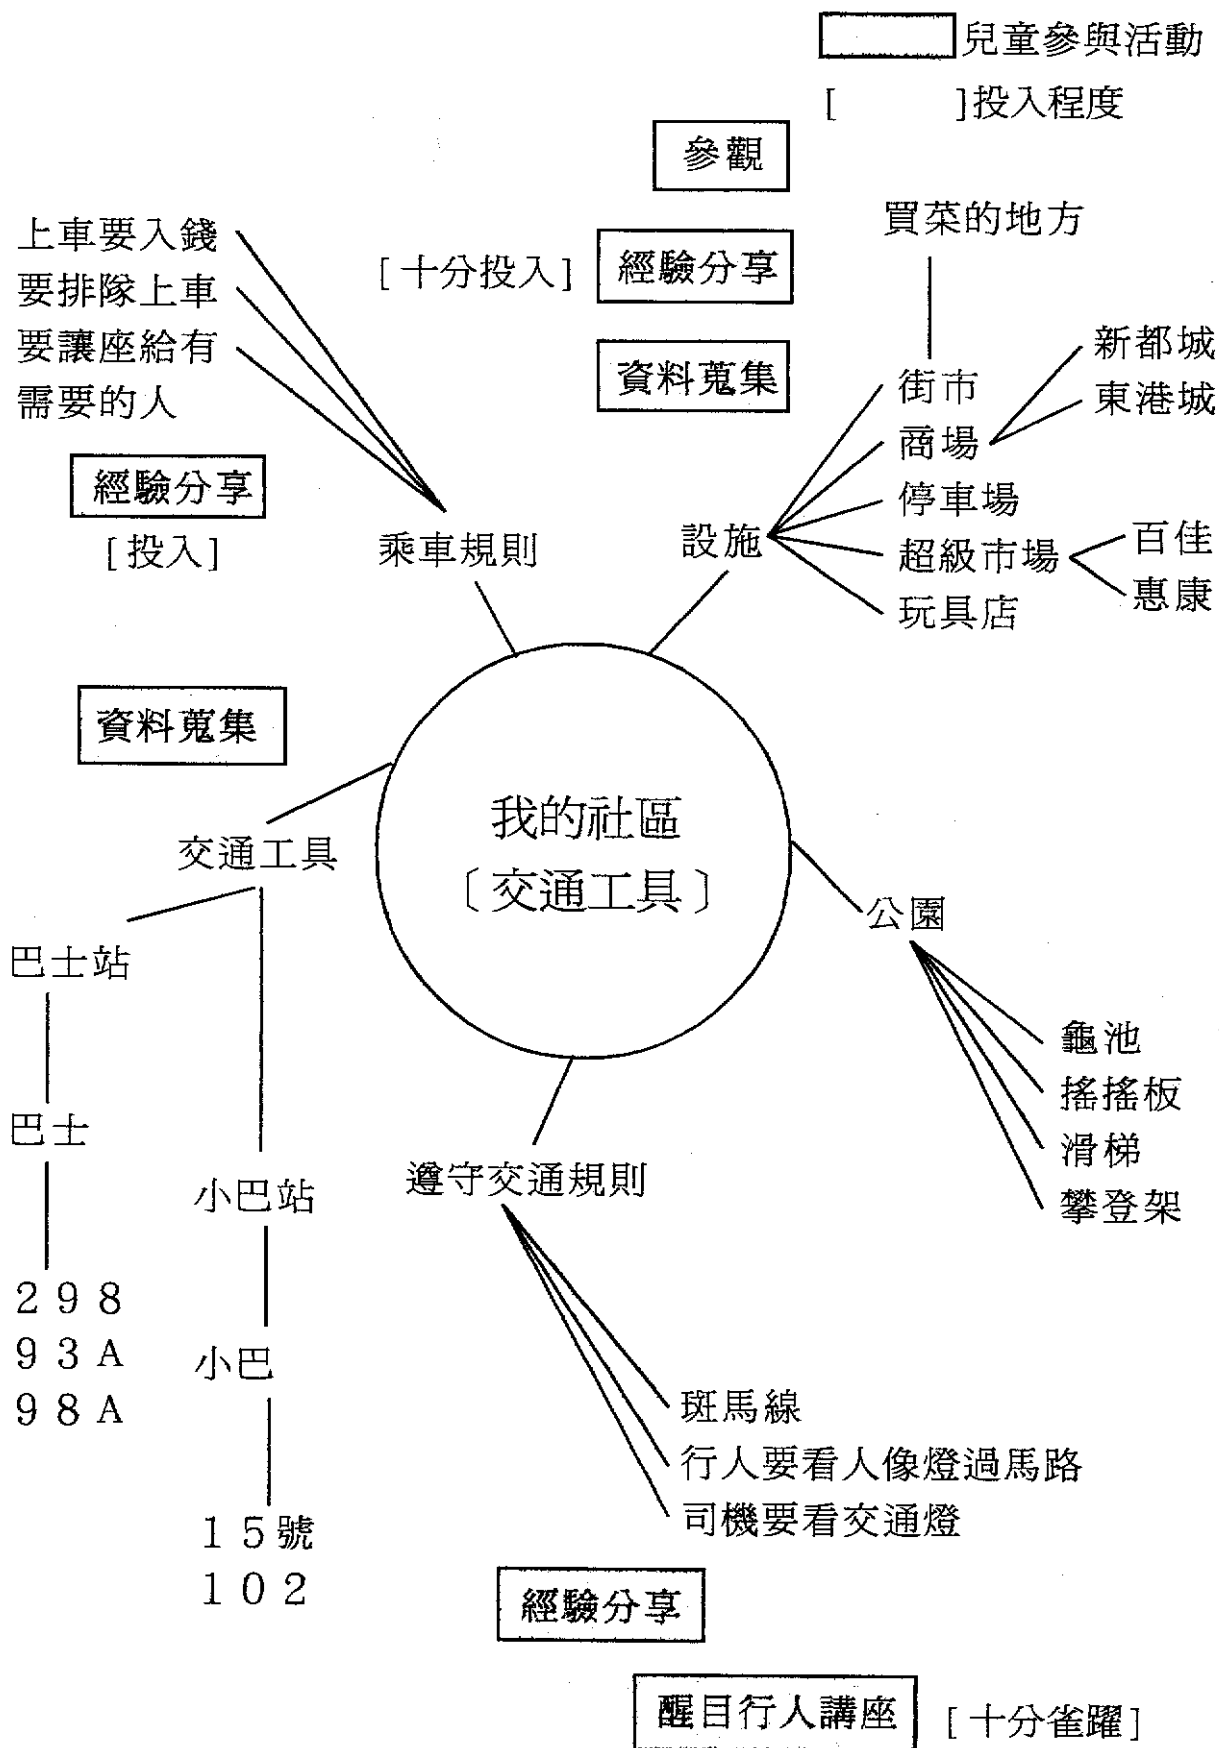 兒童參與活動
[ ]投入程度
參觀
經驗分享
[十分投入]
資料蒐集
買菜的地方
街市
商場
新都城
東港城
停車場
超級市場
百佳
惠康
玩具店
設施
上車要入錢
要排隊上車
要讓座給有
需要的人
經驗分享
[投入]
乘車規則
資料蒐集
我的社區
〔交通工具〕
交通工具
巴士站
巴士
298
93A
98A
小巴站
小巴
15號
102
公園
龜池
搖搖板
滑梯
攀登架
遵守交通規則
斑馬線
行人要看人像燈過馬路
司機要看交通燈
經驗分享
醒目行人講座
[十分雀躍]